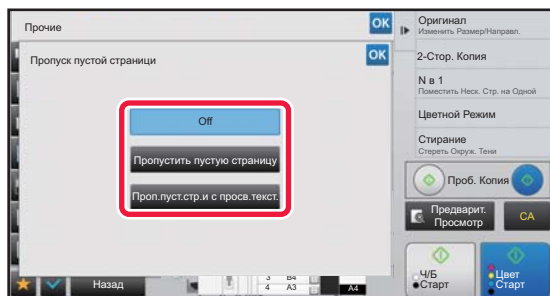 Прочие
OK
Пропуск пустой страници
OK
Off
Пропустить пустую страницу
Проп.пуст.стр.и с просв.текст.
Назад
3 B4
4 A3
A4
Оригинал
Изменить Размер/Направл.
2-Стор. Копия
N в 1
Поместить Неск. Стр. на Одной
Цветной Режим
Стирание
Стереть Окруж. Тени
Проб. Копия
Предварит.
Просмотр
CA
Ч/Б
Старт
Цвет
Старт